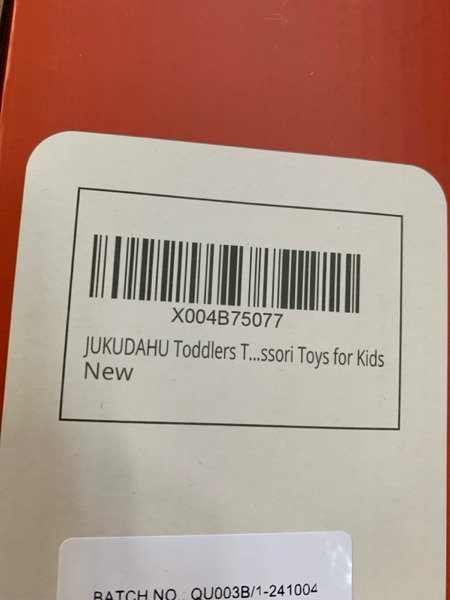 X004B75077
JUKUDAHU Toddlers T...ssori Toys for Kids
New
BATCH NO.. QU003B/1-241004